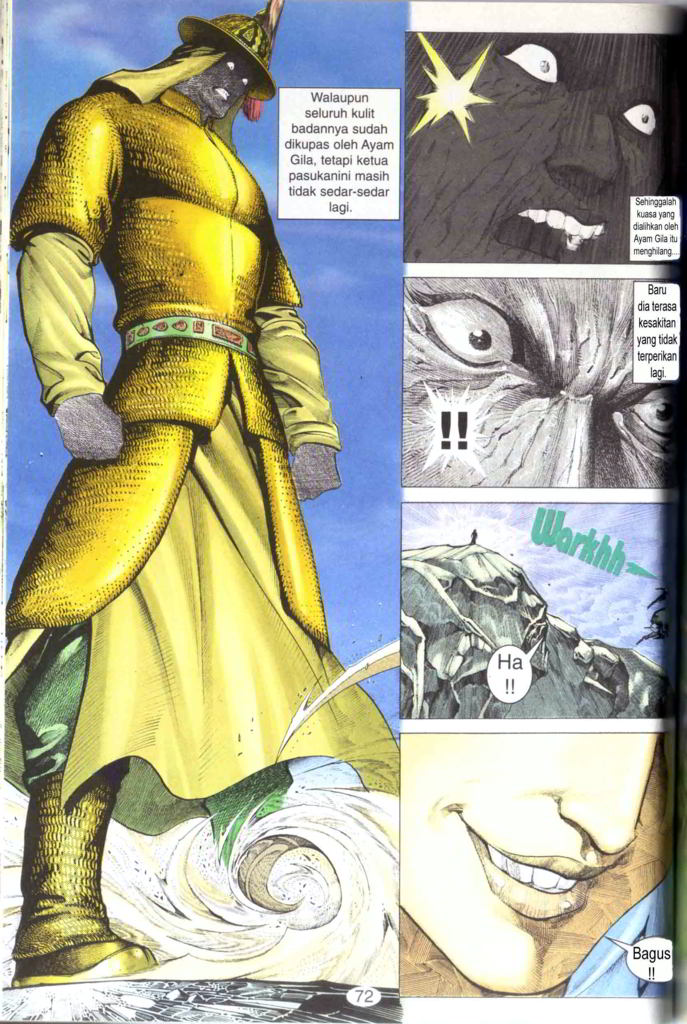 Walaupun
seluruh kulit
badannya sudah
dikupas oleh Ayam
Gila, tetapi ketua
pasukanini masih
tidak sedar-sedar
lagi.
Sehinggalah
kuasa yang
dialihkan oleh
Ayam Gila itu
menghilang....
Baru
dia terasa
kesakitan
yang tidak
terperikan
lagi.
!!
Warkhh
Ha
!!
Bagus
!!
72